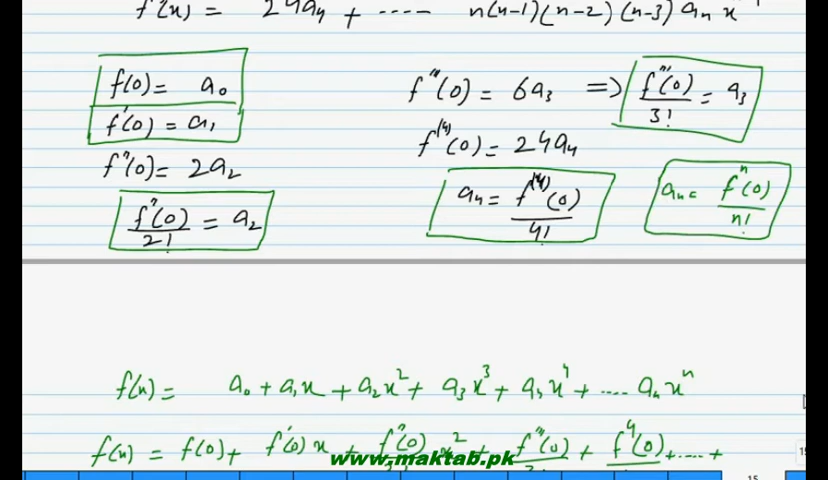 f'(x) = 24a₄ + ---- n(n-1)(n-2)(n-3) aₙ x
f(0) = a₀
f'(0) = a₁
f''(0) = 2a₂
f''(0)/2! = a₂
f'''(0) = 6a₃ => f'''(0)/3! = a₃
f⁽⁴⁾(0) = 24a₄
a₄ = f⁽⁴⁾(0)/4!
aₙ = fⁿ(0)/n!
f(x) = a₀ + a₁x + a₂x² + a₃x³ + a₄x⁴ + .... aₙxⁿ
f(x) = f(0) + f'(0)x + f''(0) x² + f'''(0) + f⁴(0) + .... +
www.maktab.pk
15
15